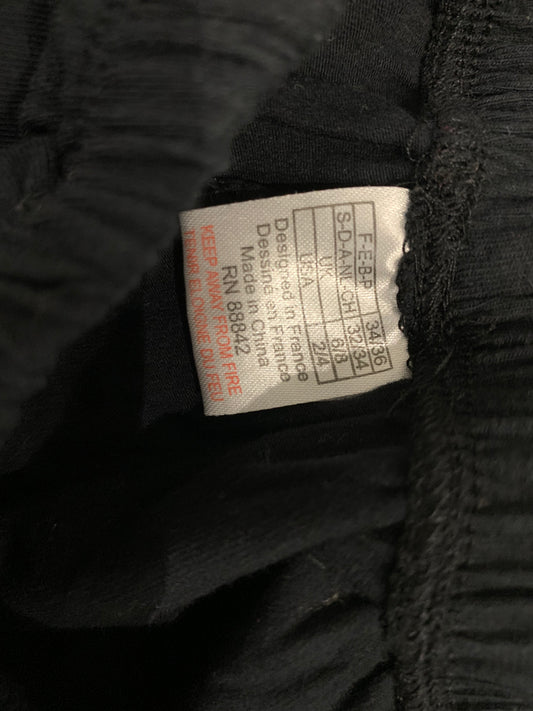 F-E-B-P 34/36
S-D-A-NL-CH 32/34
UK 6/8
USA 2/4
Designed in France
Dessine en France
Made in China
RN 88842
KEEP AWAY FROM FIRE
TENIR ELOIGNE DU FEU